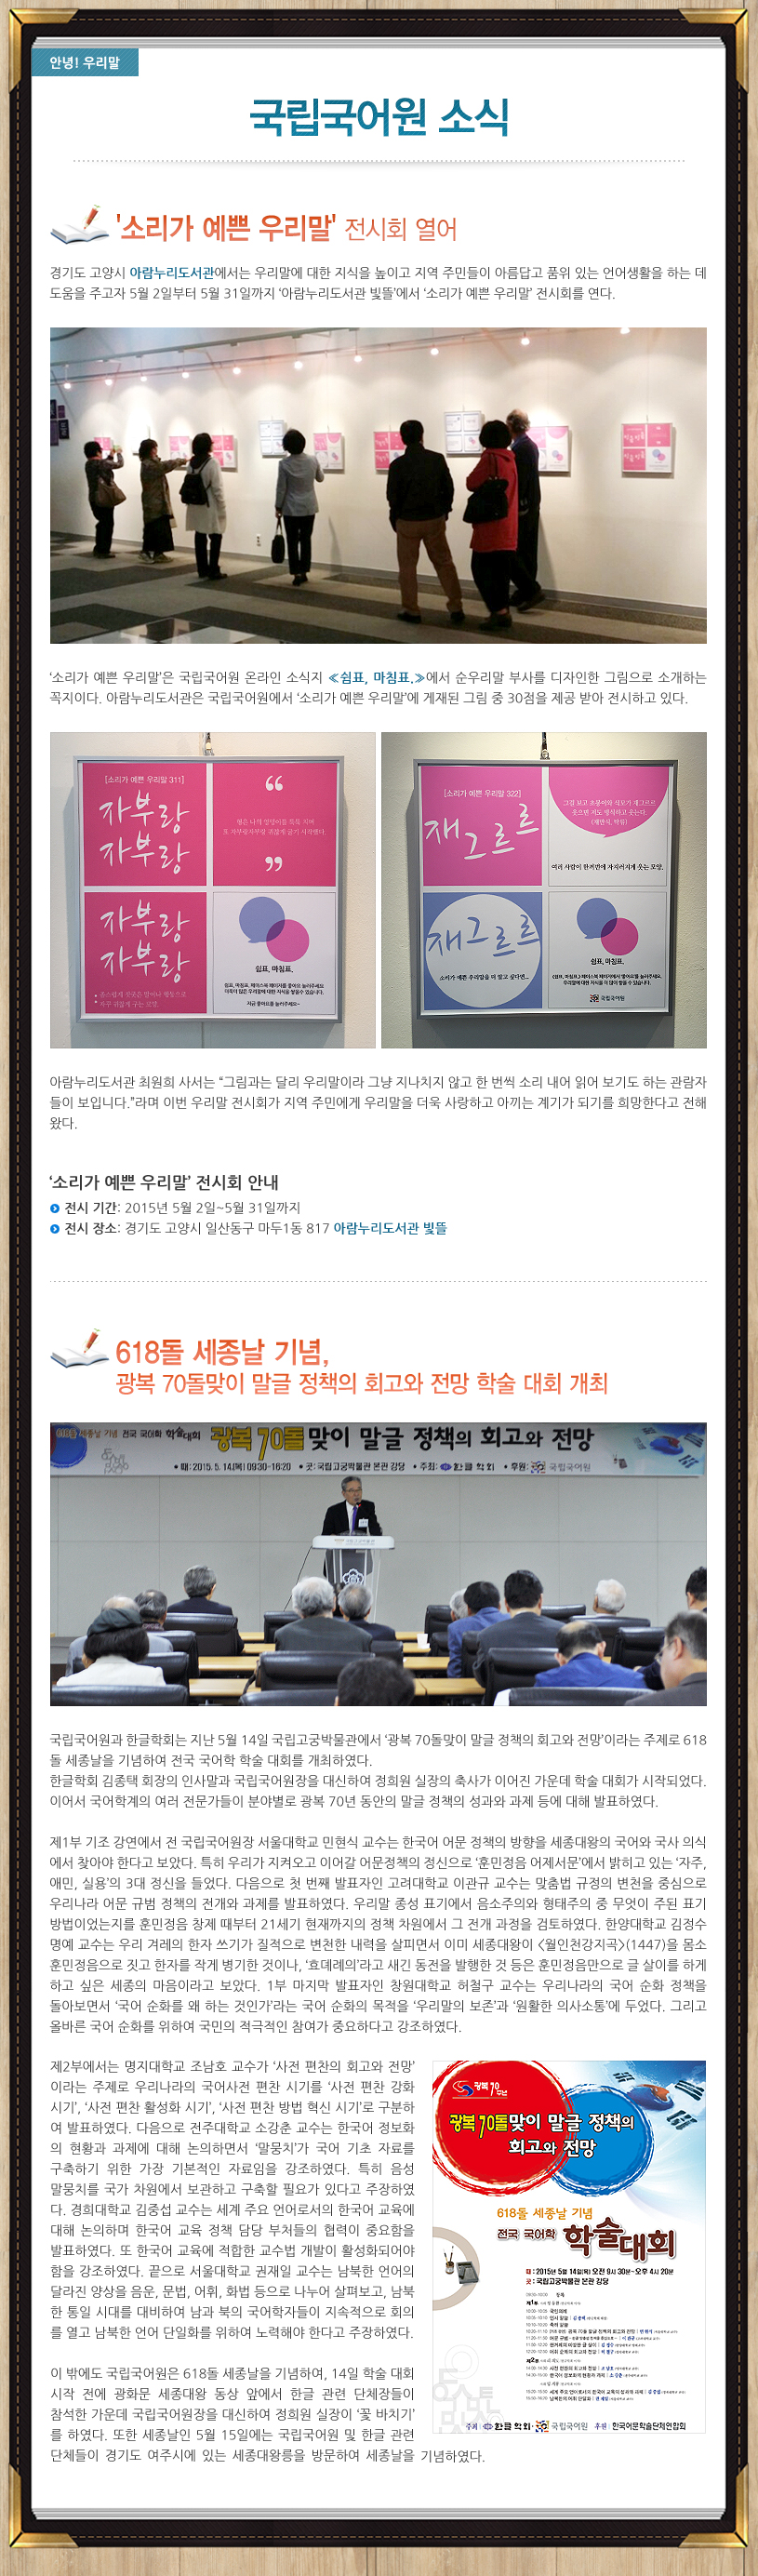 안녕! 우리말
국립국어원 소식
'소리가 예쁜 우리말' 전시회 열어
경기도 고양시 아람누리도서관에서는 우리말에 대한 지식을 높이고 지역 주민들이 아름답고 품위 있는 언어생활을 하는 데
도움을 주고자 5월 2일부터 5월 31일까지 ‘아람누리도서관 빛뜰’에서 ‘소리가 예쁜 우리말’ 전시회를 연다.
‘소리가 예쁜 우리말’은 국립국어원 온라인 소식지 ≪쉼표, 마침표.≫에서 순우리말 부사를 디자인한 그림으로 소개하는
꼭지이다. 아람누리도서관은 국립국어원에서 ‘소리가 예쁜 우리말’에 게재된 그림 중 30점을 제공 받아 전시하고 있다.
[소리가 예쁜 우리말 311]
자부랑
자부랑
자부랑
자부랑
쉼표, 마침표.
지금 좋아요를 눌러주세요~
[소리가 예쁜 우리말 322]
재그르르
여러 사람이 한꺼번에 자지러지게 웃는 모양.
재그르르
소리가 예쁜 우리말을 더 알고 싶다면...
쉼표, 마침표.
국립국어원
아람누리도서관 최원희 사서는 “그림과는 달리 우리말이라 그냥 지나치지 않고 한 번씩 소리 내어 읽어 보기도 하는 관람자
들이 보입니다.”라며 이번 우리말 전시회가 지역 주민에게 우리말을 더욱 사랑하고 아끼는 계기가 되기를 희망한다고 전해
왔다.
‘소리가 예쁜 우리말’ 전시회 안내
전시 기간: 2015년 5월 2일~5월 31일까지
전시 장소: 경기도 고양시 일산동구 마두1동 817 아람누리도서관 빛뜰
618돌 세종날 기념,
광복 70돌맞이 말글 정책의 회고와 전망 학술 대회 개최
618돌 세종날 기념 전국 국어학 학술대회 광복 70돌 맞이 말글 정책의 회고와 전망
• 때: 2015. 5. 14.(목) 09:30-16:20 • 곳: 국립고궁박물관 본관 강당 • 주최: 한글 학회 • 후원: 국립국어원
국립국어원과 한글학회는 지난 5월 14일 국립고궁박물관에서 ‘광복 70돌맞이 말글 정책의 회고와 전망’이라는 주제로 618
돌 세종날을 기념하여 전국 국어학 학술 대회를 개최하였다.
한글학회 김종택 회장의 인사말과 국립국어원장을 대신하여 정희원 실장의 축사가 이어진 가운데 학술 대회가 시작되었다.
이어서 국어학계의 여러 전문가들이 분야별로 광복 70년 동안의 말글 정책의 성과와 과제 등에 대해 발표하였다.
제1부 기조 강연에서 전 국립국어원장 서울대학교 민현식 교수는 한국어 어문 정책의 방향을 세종대왕의 국어와 국사 의식
에서 찾아야 한다고 보았다. 특히 우리가 지켜오고 이어갈 어문정책의 정신으로 ‘훈민정음 어제서문’에서 밝히고 있는 ‘자주,
애민, 실용’의 3대 정신을 들었다. 다음으로 첫 번째 발표자인 고려대학교 이관규 교수는 맞춤법 규정의 변천을 중심으로
우리나라 어문 규범 정책의 전개와 과제를 발표하였다. 우리말 종성 표기에서 음소주의와 형태주의 중 무엇이 주된 표기
방법이었는지를 훈민정음 창제 때부터 21세기 현재까지의 정책 차원에서 그 전개 과정을 검토하였다. 한양대학교 김정수
명예 교수는 우리 겨레의 한자 쓰기가 질적으로 변천한 내력을 살피면서 이미 세종대왕이 <월인천강지곡>(1447)을 몸소
훈민정음으로 짓고 한자를 작게 병기한 것이나, ‘효뎨례의’라고 새긴 동전을 발행한 것 등은 훈민정음만으로 글 살이를 하게
하고 싶은 세종의 마음이라고 보았다. 1부 마지막 발표자인 창원대학교 허철구 교수는 우리나라의 국어 순화 정책을
돌아보면서 ‘국어 순화를 왜 하는 것인가’라는 국어 순화의 목적을 ‘우리말의 보존’과 ‘원활한 의사소통’에 두었다. 그리고
올바른 국어 순화를 위하여 국민의 적극적인 참여가 중요하다고 강조하였다.
제2부에서는 명지대학교 조남호 교수가 ‘사전 편찬의 회고와 전망’
이라는 주제로 우리나라의 국어사전 편찬 시기를 ‘사전 편찬 강화
시기’, ‘사전 편찬 활성화 시기’, ‘사전 편찬 방법 혁신 시기’로 구분하
여 발표하였다. 다음으로 전주대학교 소강춘 교수는 한국어 정보화
의 현황과 과제에 대해 논의하면서 ‘말뭉치’가 국어 기초 자료를
구축하기 위한 가장 기본적인 자료임을 강조하였다. 특히 음성
말뭉치를 국가 차원에서 보관하고 구축할 필요가 있다고 주장하였
다. 경희대학교 김중섭 교수는 세계 주요 언어로서의 한국어 교육에
대해 논의하며 한국어 교육 정책 담당 부처들의 협력이 중요함을
발표하였다. 또 한국어 교육에 적합한 교수법 개발이 활성화되어야
함을 강조하였다. 끝으로 서울대학교 권재일 교수는 남북한 언어의
달라진 양상을 음운, 문법, 어휘, 화법 등으로 나누어 살펴보고, 남북
한 통일 시대를 대비하여 남과 북의 국어학자들이 지속적으로 회의
를 열고 남북한 언어 단일화를 위하여 노력해야 한다고 주장하였다.
이 밖에도 국립국어원은 618돌 세종날을 기념하여, 14일 학술 대회
시작 전에 광화문 세종대왕 동상 앞에서 한글 관련 단체장들이
참석한 가운데 국립국어원장을 대신하여 정희원 실장이 ‘꽃 바치기’
를 하였다. 또한 세종날인 5월 15일에는 국립국어원 및 한글 관련
단체들이 경기도 여주시에 있는 세종대왕릉을 방문하여 세종날을 기념하였다.
광복 70주년
광복 70돌맞이 말글 정책의
회고와 전망
618돌 세종날 기념
전국 국어학 학술대회
때 : 2015년 5월 14일(목) 오전 9시 30분~오후 4시 20분
곳 : 국립고궁박물관 본관 강당
주최 : 한글 학회 · 국립국어원 후원 : 한국어문학술단체연합회